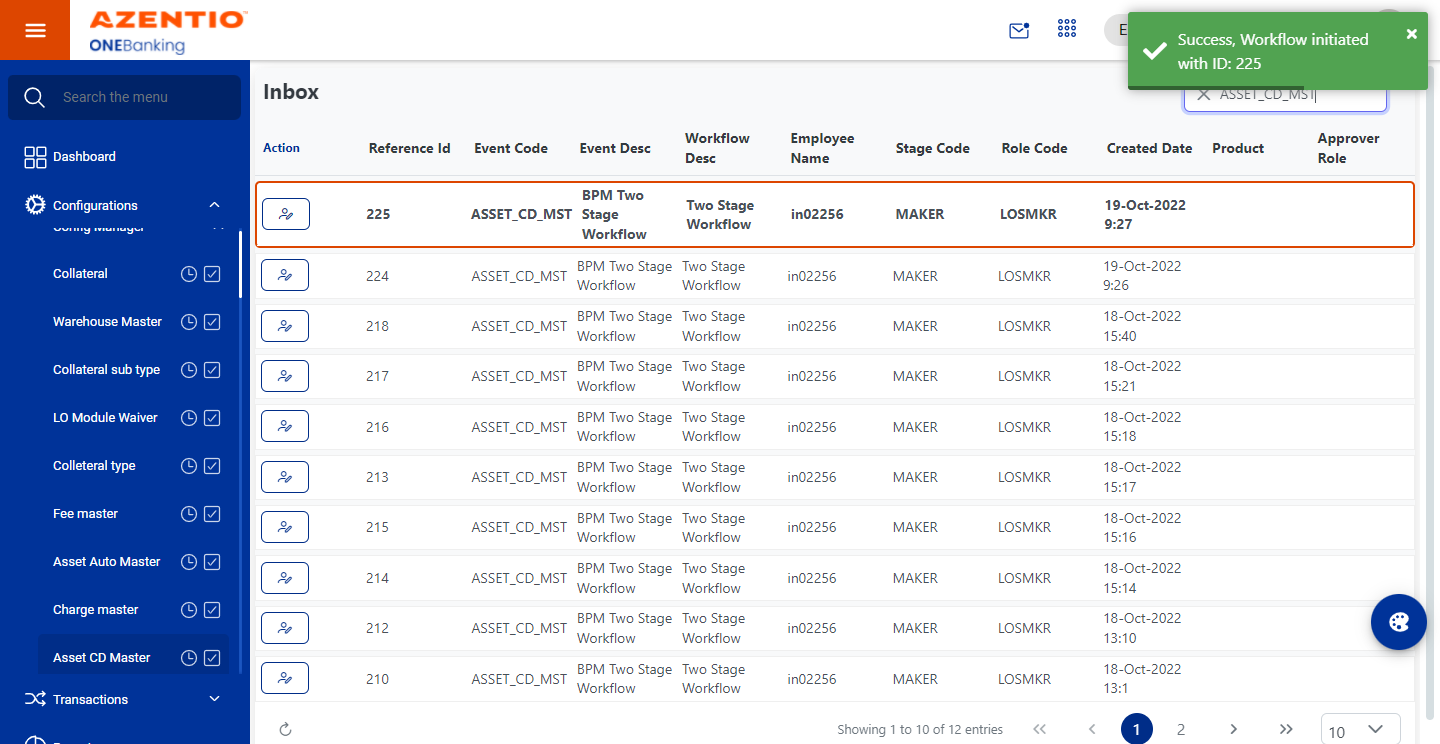 AZENTIO
ONEBanking
E
Success, Workflow initiated
with ID: 225
Search the menu
Dashboard
Configurations
Config Manager
Collateral
Warehouse Master
Collateral sub type
LO Module Waiver
Colleteral type
Fee master
Asset Auto Master
Charge master
Asset CD Master
Transactions
Inbox
ASSET_CD_MST
Action Reference Id Event Code Event Desc Workflow Desc Employee Name Stage Code Role Code Created Date Product Approver Role
225 ASSET_CD_MST BPM Two Stage Workflow Two Stage Workflow in02256 MAKER LOSMKR 19-Oct-2022 9:27
224 ASSET_CD_MST BPM Two Stage Workflow Two Stage Workflow in02256 MAKER LOSMKR 19-Oct-2022 9:26
218 ASSET_CD_MST BPM Two Stage Workflow Two Stage Workflow in02256 MAKER LOSMKR 18-Oct-2022 15:40
217 ASSET_CD_MST BPM Two Stage Workflow Two Stage Workflow in02256 MAKER LOSMKR 18-Oct-2022 15:21
216 ASSET_CD_MST BPM Two Stage Workflow Two Stage Workflow in02256 MAKER LOSMKR 18-Oct-2022 15:18
213 ASSET_CD_MST BPM Two Stage Workflow Two Stage Workflow in02256 MAKER LOSMKR 18-Oct-2022 15:17
215 ASSET_CD_MST BPM Two Stage Workflow Two Stage Workflow in02256 MAKER LOSMKR 18-Oct-2022 15:16
214 ASSET_CD_MST BPM Two Stage Workflow Two Stage Workflow in02256 MAKER LOSMKR 18-Oct-2022 15:14
212 ASSET_CD_MST BPM Two Stage Workflow Two Stage Workflow in02256 MAKER LOSMKR 18-Oct-2022 13:10
210 ASSET_CD_MST BPM Two Stage Workflow Two Stage Workflow in02256 MAKER LOSMKR 18-Oct-2022 13:1
Showing 1 to 10 of 12 entries 1 2 10